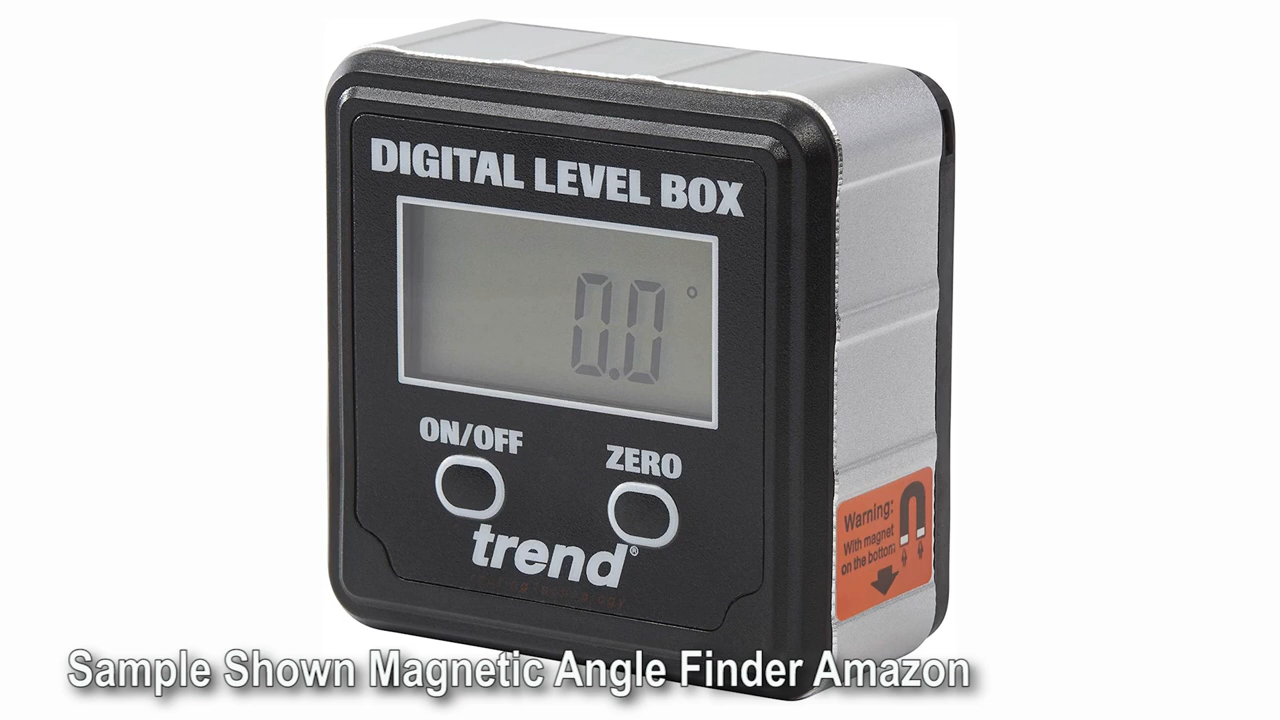 DIGITAL LEVEL BOX
0.0°
ON/OFF
ZERO
trend®
Warning:
With magnet
on the bottom
Sample Shown Magnetic Angle Finder Amazon